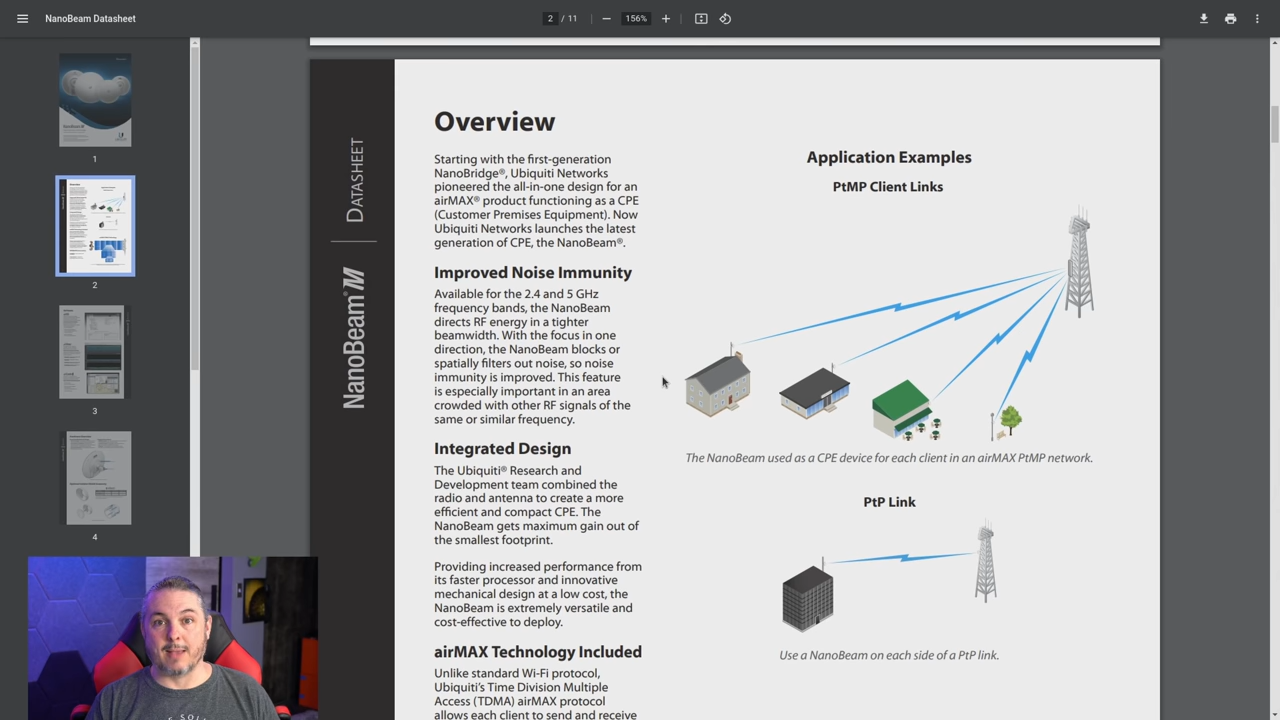 NanoBeam Datasheet
2 / 11
156%
1
2
3
4
DATASHEET
NanoBeam® M
Overview
Starting with the first-generation
NanoBridge®, Ubiquiti Networks
pioneered the all-in-one design for an
airMAX® product functioning as a CPE
(Customer Premises Equipment). Now
Ubiquiti Networks launches the latest
generation of CPE, the NanoBeam®.
Improved Noise Immunity
Available for the 2.4 and 5 GHz
frequency bands, the NanoBeam
directs RF energy in a tighter
beamwidth. With the focus in one
direction, the NanoBeam blocks or
spatially filters out noise, so noise
immunity is improved. This feature
is especially important in an area
crowded with other RF signals of the
same or similar frequency.
Integrated Design
The Ubiquiti® Research and
Development team combined the
radio and antenna to create a more
efficient and compact CPE. The
NanoBeam gets maximum gain out of
the smallest footprint.
Providing increased performance from
its faster processor and innovative
mechanical design at a low cost, the
NanoBeam is extremely versatile and
cost-effective to deploy.
airMAX Technology Included
Unlike standard Wi-Fi protocol,
Ubiquiti's Time Division Multiple
Access (TDMA) airMAX protocol
allows each client to send and receive
Application Examples
PtMP Client Links
The NanoBeam used as a CPE device for each client in an airMAX PtMP network.
PtP Link
Use a NanoBeam on each side of a PtP link.